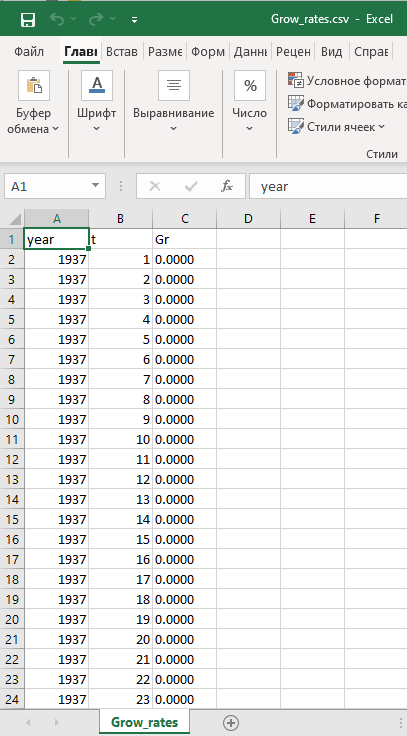 Grow_rates.csv - Excel
Файл Главн Встав Разме Форм Данны Рецен Вид Справ
Буфер обмена
Шрифт
Выравнивание
%
Число
Условное формат
Форматировать ка
Стили ячеек
Стили
A1 fx year
A B C D E F
1 year t Gr
2 1937 1 0.0000
3 1937 2 0.0000
4 1937 3 0.0000
5 1937 4 0.0000
6 1937 5 0.0000
7 1937 6 0.0000
8 1937 7 0.0000
9 1937 8 0.0000
10 1937 9 0.0000
11 1937 10 0.0000
12 1937 11 0.0000
13 1937 12 0.0000
14 1937 13 0.0000
15 1937 14 0.0000
16 1937 15 0.0000
17 1937 16 0.0000
18 1937 17 0.0000
19 1937 18 0.0000
20 1937 19 0.0000
21 1937 20 0.0000
22 1937 21 0.0000
23 1937 22 0.0000
24 1937 23 0.0000
Grow_rates